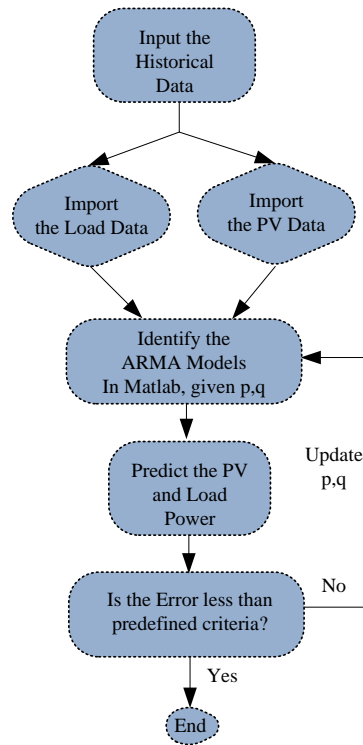 Input the
Historical
Data
Import
the Load Data
Import
the PV Data
Identify the
ARMA Models
In Matlab, given p,q
Predict the PV
and Load
Power
Update
p,q
Is the Error less than
predefined criteria?
No
Yes
End